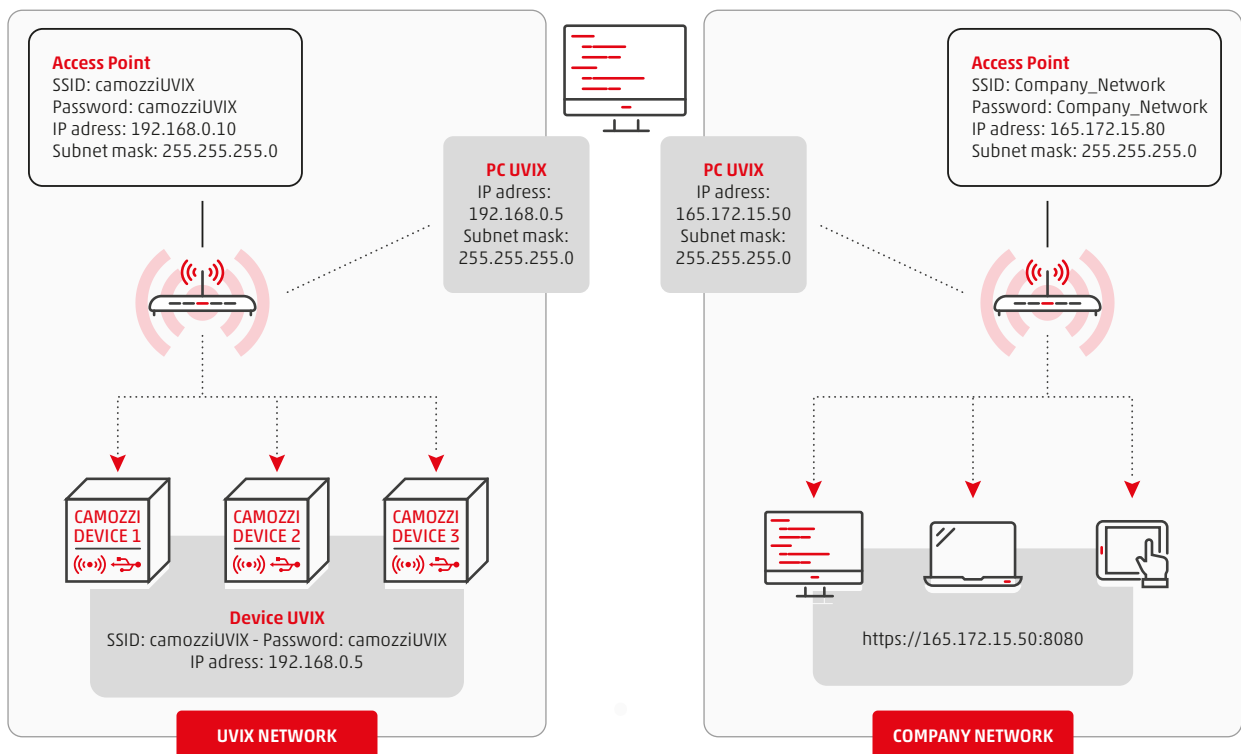 Access Point
SSID: camozziUVIX
Password: camozziUVIX
IP adress: 192.168.0.10
Subnet mask: 255.255.255.0
PC UVIX
IP adress:
192.168.0.5
Subnet mask:
255.255.255.0
PC UVIX
IP adress:
165.172.15.50
Subnet mask:
255.255.255.0
Access Point
SSID: Company_Network
Password: Company_Network
IP adress: 165.172.15.80
Subnet mask: 255.255.255.0
CAMOZZI
DEVICE 1
CAMOZZI
DEVICE 2
CAMOZZI
DEVICE 3
Device UVIX
SSID: camozziUVIX - Password: camozziUVIX
IP adress: 192.168.0.5
https://165.172.15.50:8080
UVIX NETWORK
COMPANY NETWORK